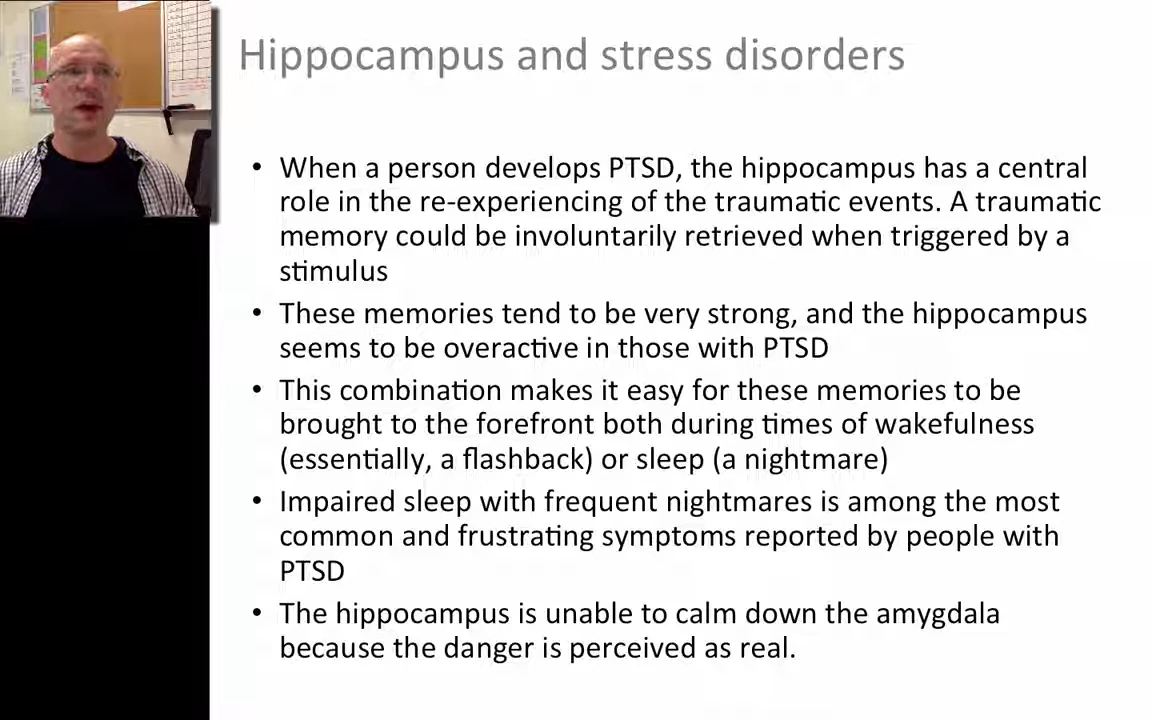 Hippocampus and stress disorders
• When a person develops PTSD, the hippocampus has a central
role in the re-experiencing of the traumatic events. A traumatic
memory could be involuntarily retrieved when triggered by a
stimulus
• These memories tend to be very strong, and the hippocampus
seems to be overactive in those with PTSD
• This combination makes it easy for these memories to be
brought to the forefront both during times of wakefulness
(essentially, a flashback) or sleep (a nightmare)
• Impaired sleep with frequent nightmares is among the most
common and frustrating symptoms reported by people with
PTSD
• The hippocampus is unable to calm down the amygdala
because the danger is perceived as real.